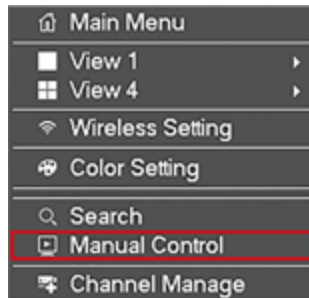 Main Menu
View 1
View 4
Wireless Setting
Color Setting
Search
Manual Control
Channel Manage